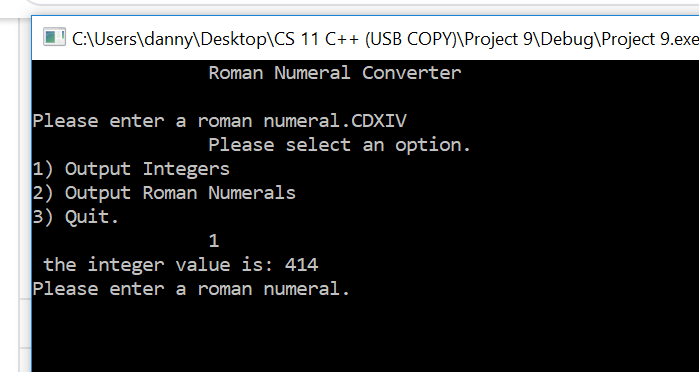 C:\Users\danny\Desktop\CS 11 C++ (USB COPY)\Project 9\Debug\Project 9.exe
Roman Numeral Converter
Please enter a roman numeral.CDXIV
Please select an option.
1) Output Integers
2) Output Roman Numerals
3) Quit.
1
the integer value is: 414
Please enter a roman numeral.